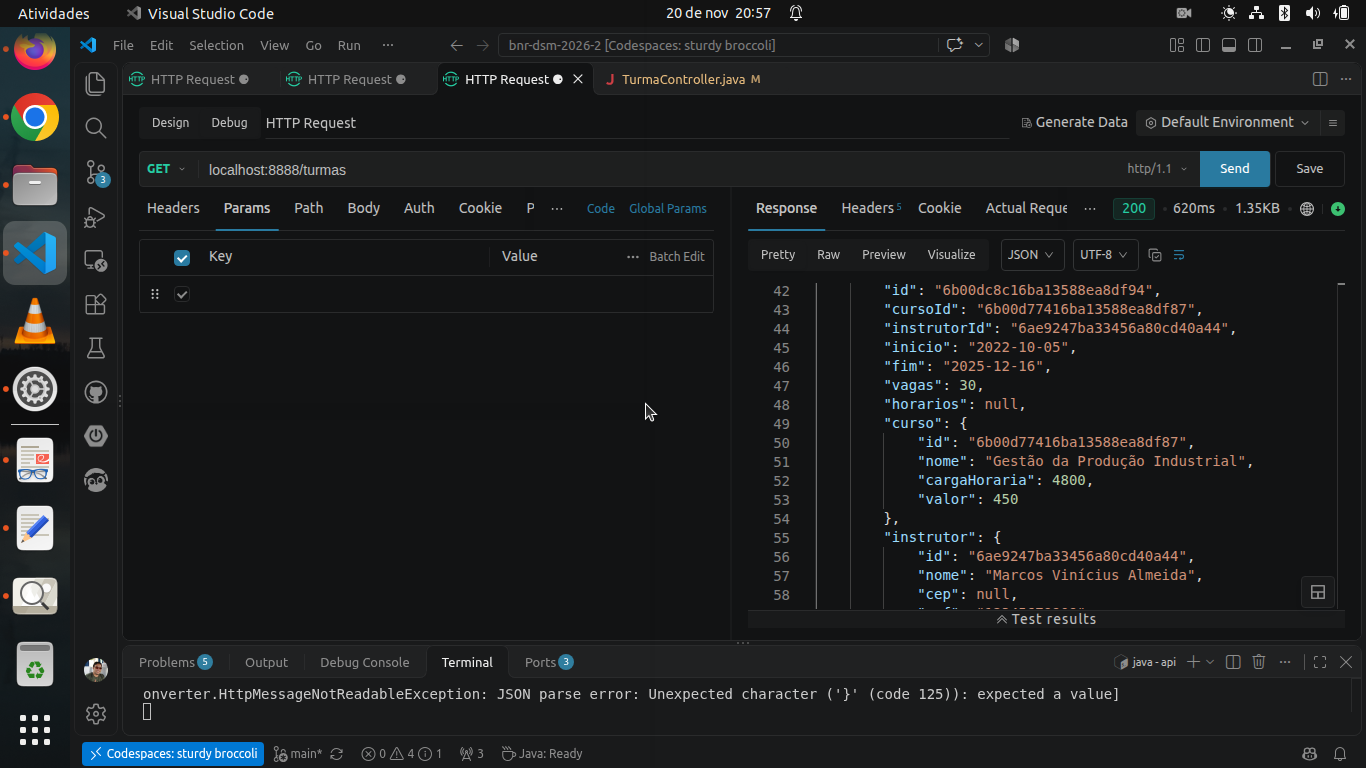 Atividades Visual Studio Code 20 de nov 20:57
File Edit Selection View Go Run ··· bnr-dsm-2026-2 [Codespaces: sturdy broccoli]
HTTP Request HTTP Request HTTP Request TurmaController.java M
Design Debug HTTP Request Generate Data Default Environment
GET localhost:8888/turmas http/1.1 Send Save
Headers Params Path Body Auth Cookie P ··· Code Global Params
Key Value ··· Batch Edit
Response Headers 5 Cookie Actual Reque ··· 200 620ms 1.35KB
Pretty Raw Preview Visualize JSON UTF-8
42 "id": "6b00dc8c16ba13588ea8df94",
43 "cursoId": "6b00d77416ba13588ea8df87",
44 "instrutorId": "6ae9247ba33456a80cd40a44",
45 "inicio": "2022-10-05",
46 "fim": "2025-12-16",
47 "vagas": 30,
48 "horarios": null,
49 "curso": {
50 "id": "6b00d77416ba13588ea8df87",
51 "nome": "Gestão da Produção Industrial",
52 "cargaHoraria": 4800,
53 "valor": 450
54 },
55 "instrutor": {
56 "id": "6ae9247ba33456a80cd40a44",
57 "nome": "Marcos Vinícius Almeida",
58 "cep": null,
Test results
3
Problems 5 Output Debug Console Terminal Ports 3 java - api
onverter.HttpMessageNotReadableException: JSON parse error: Unexpected character ('}' (code 125)): expected a value]
Codespaces: sturdy broccoli main* 0 4 1 3 Java: Ready